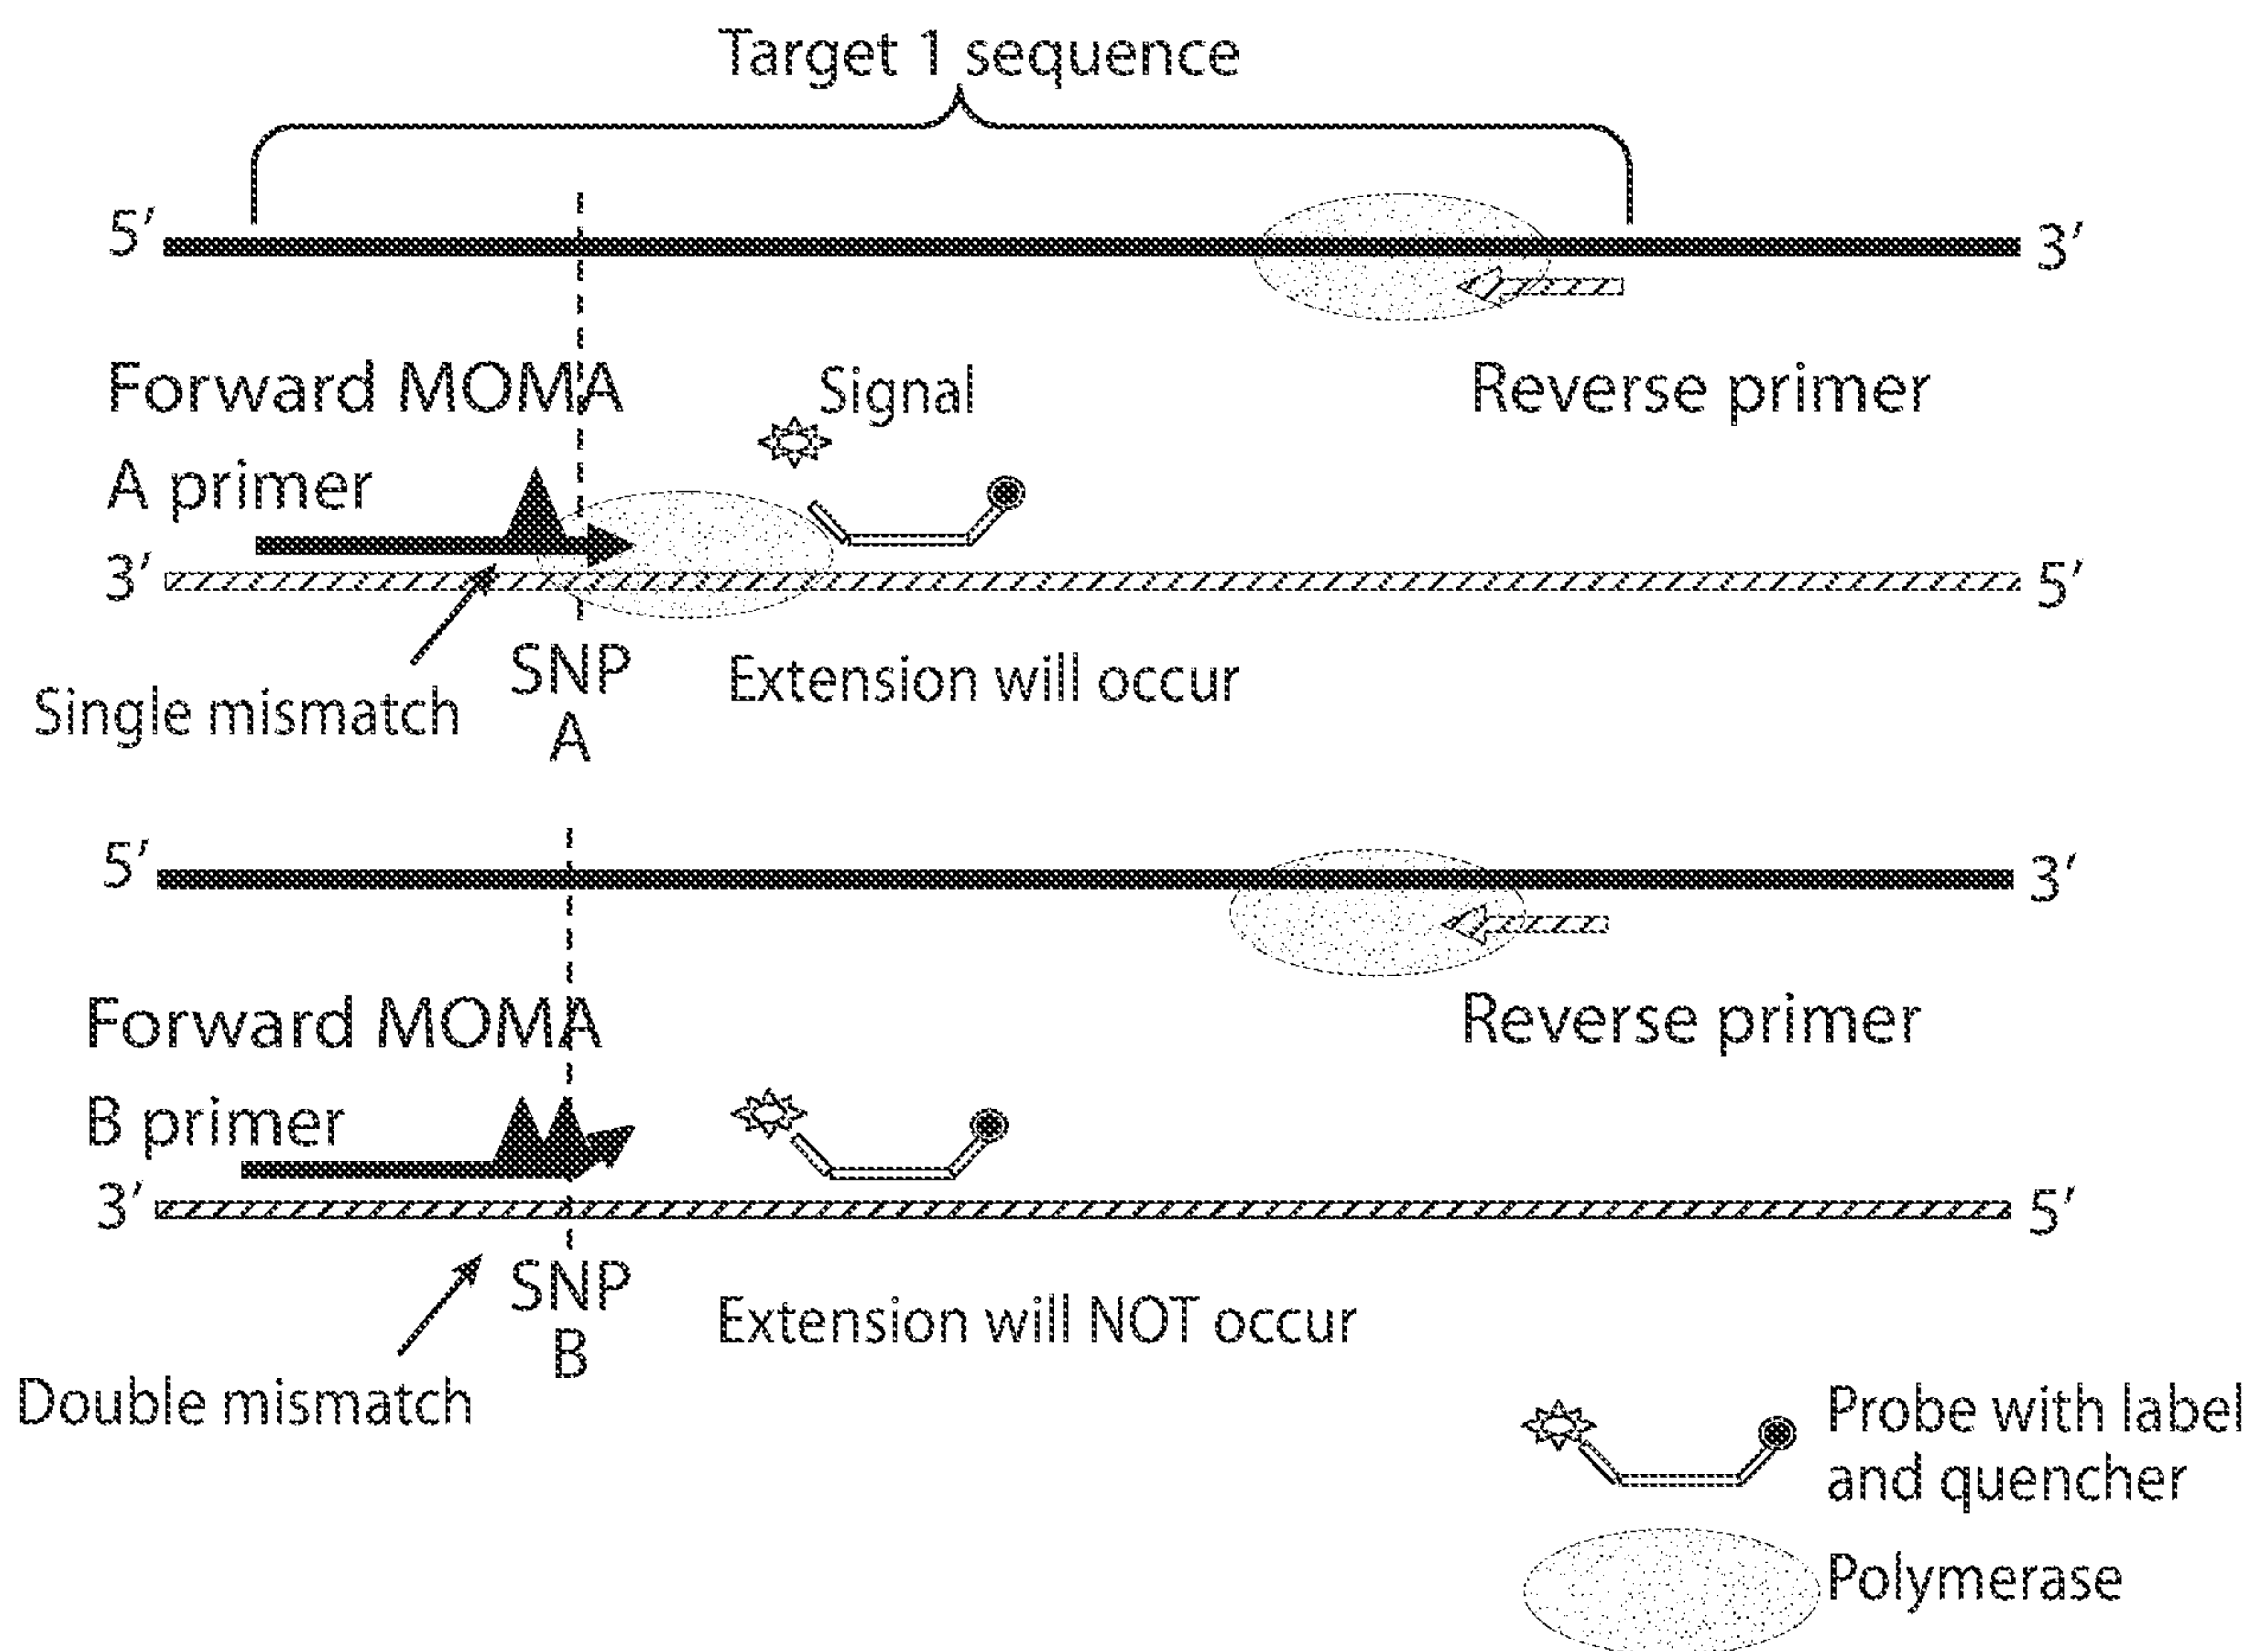 Target 1 sequence
5′
3′
Forward MOMA
A primer
Signal
Reverse primer
3′
5′
Single mismatch
SNP
A
Extension will occur
5′
3′
Forward MOMA
B primer
Reverse primer
3′
5′
Double mismatch
SNP
B
Extension will NOT occur
Probe with label
and quencher
Polymerase